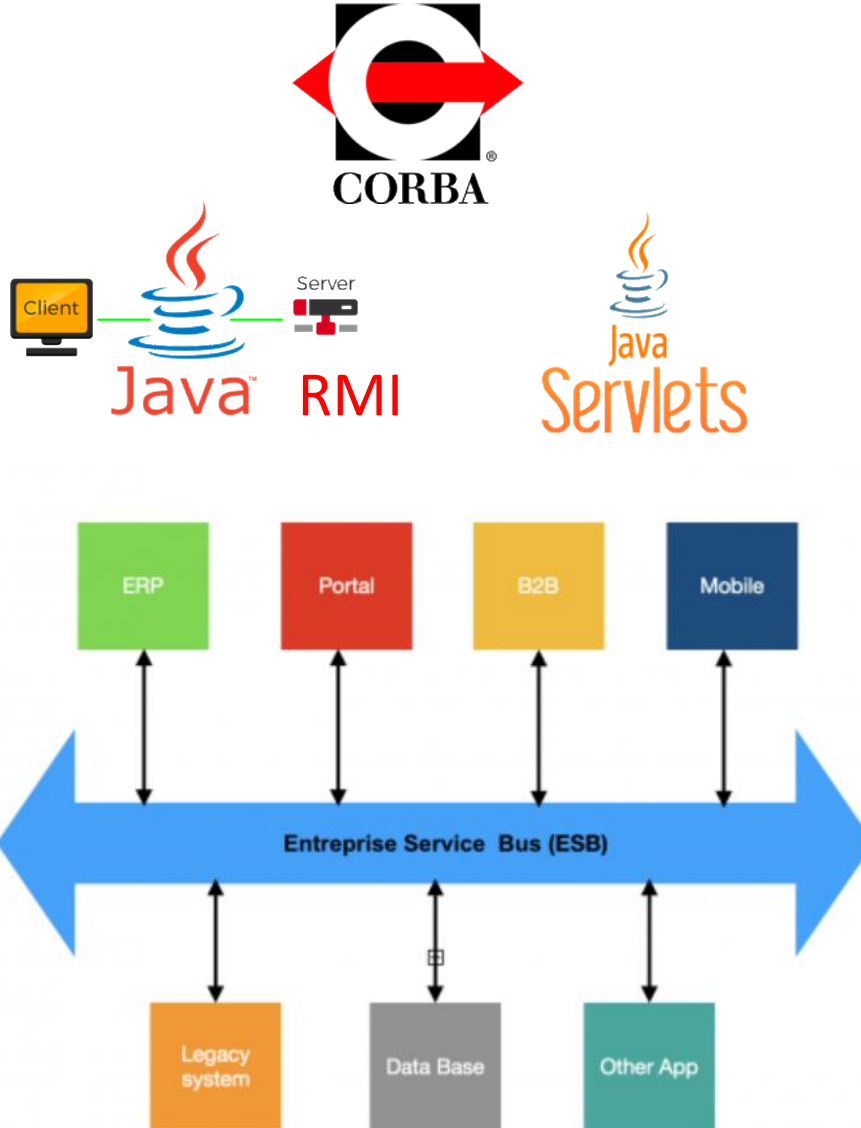 ®
CORBA
Client
Server
Java™
RMI
Java
Servlets
ERP
Portal
B2B
Mobile
Entreprise Service Bus (ESB)
Legacy
system
Data Base
Other App